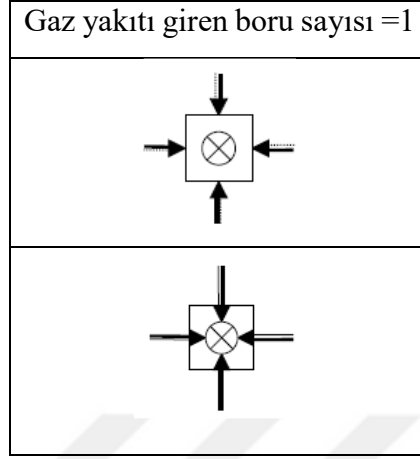 Gaz yakıtı giren boru sayısı =1